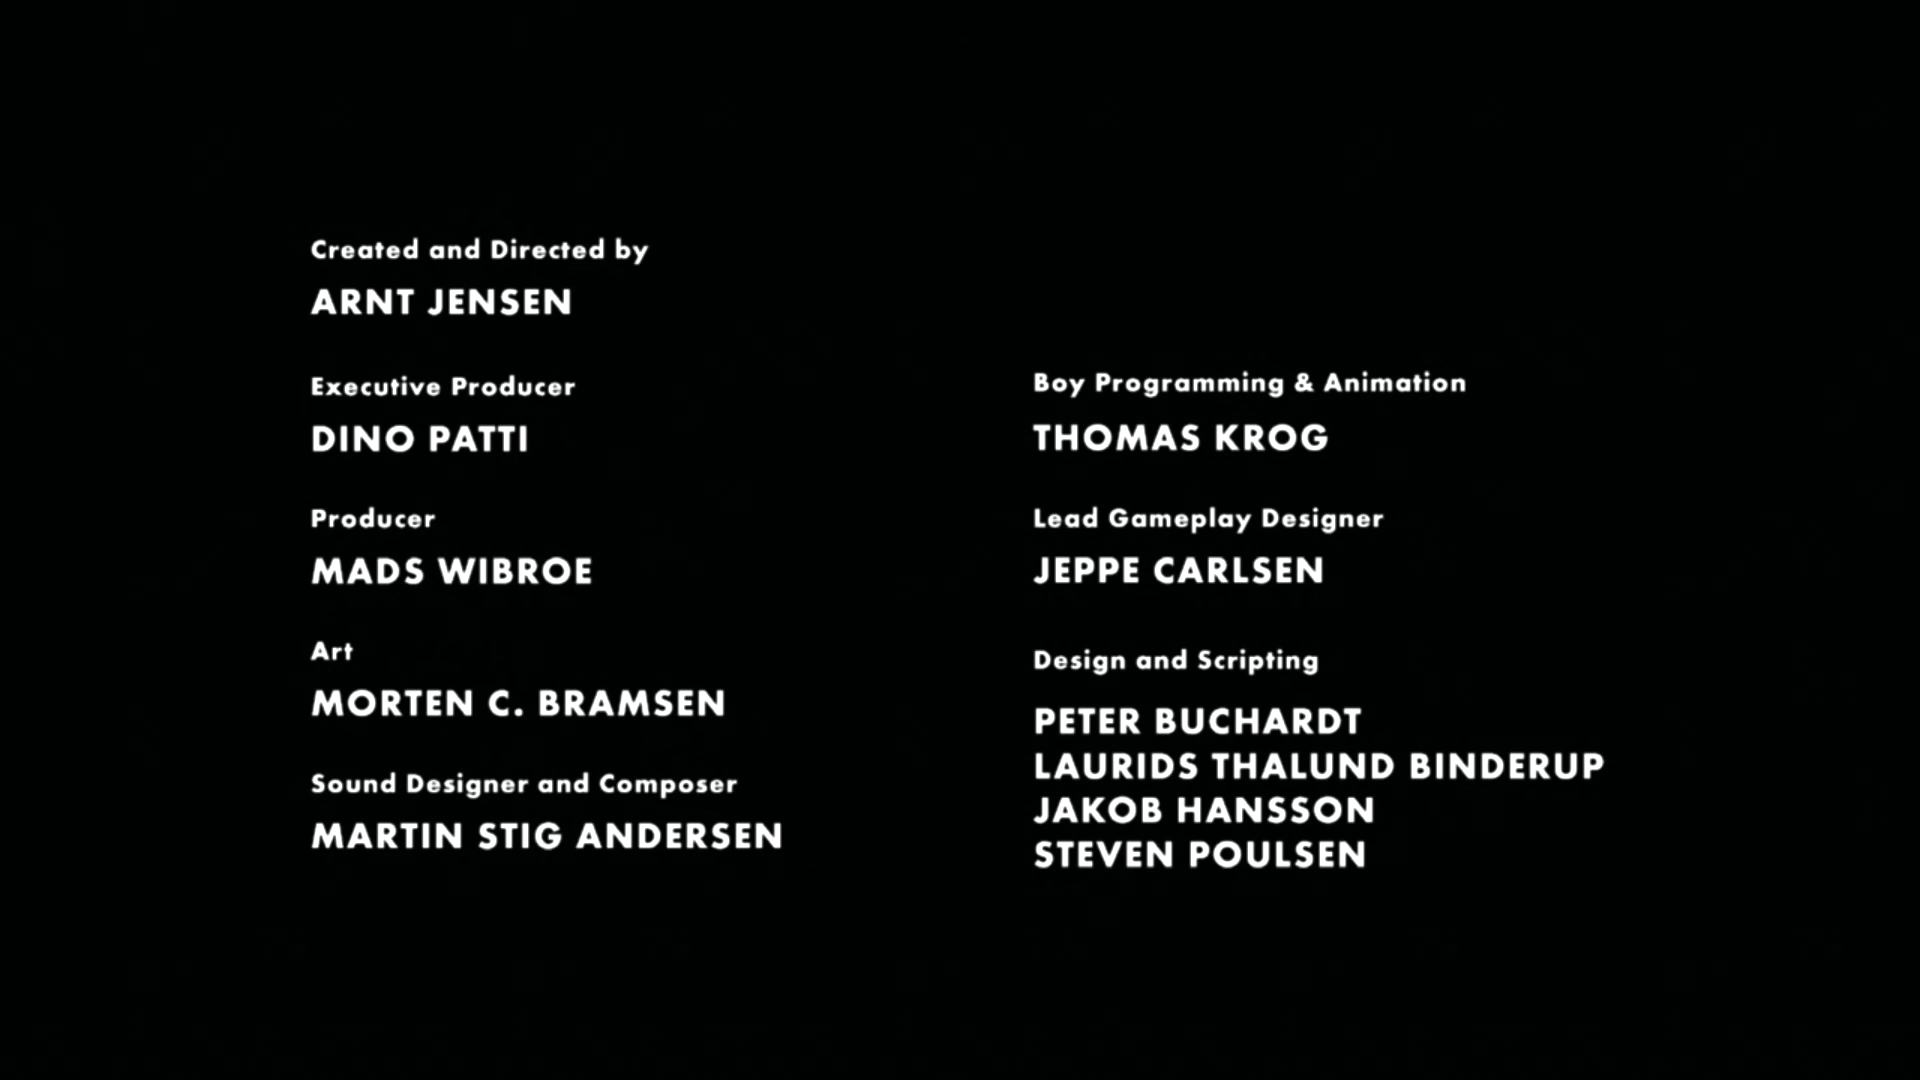 Created and Directed by
ARNT JENSEN
Executive Producer
DINO PATTI
Producer
MADS WIBROE
Art
MORTEN C. BRAMSEN
Sound Designer and Composer
MARTIN STIG ANDERSEN
Boy Programming & Animation
THOMAS KROG
Lead Gameplay Designer
JEPPE CARLSEN
Design and Scripting
PETER BUCHARDT
LAURIDS THALUND BINDERUP
JAKOB HANSSON
STEVEN POULSEN